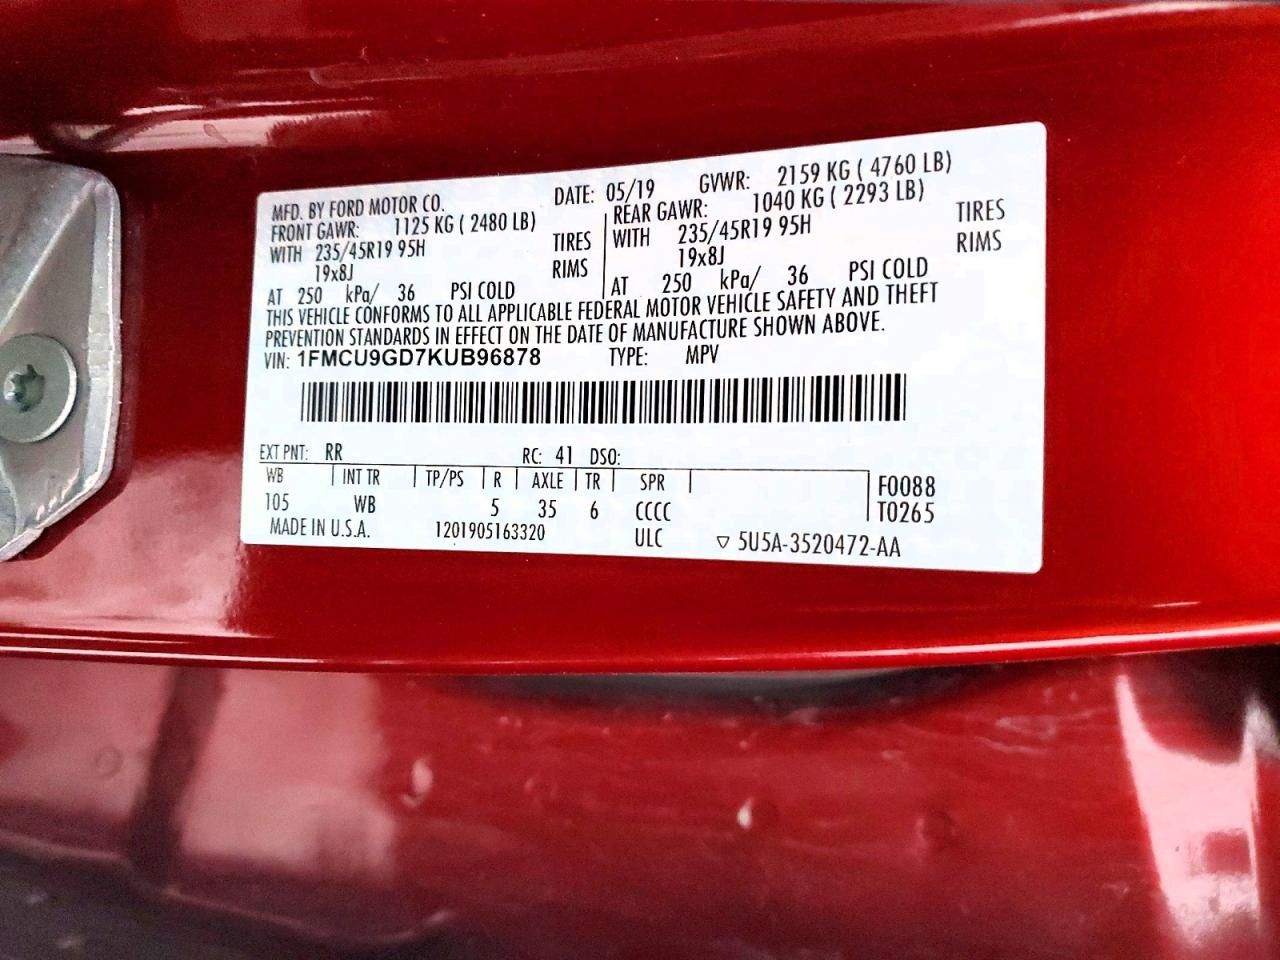 MFD. BY FORD MOTOR CO. DATE: 05/19 GVWR: 2159 KG ( 4760 LB)
FRONT GAWR: 1125 KG ( 2480 LB) REAR GAWR: 1040 KG ( 2293 LB)
WITH 235/45R19 95H TIRES WITH 235/45R19 95H TIRES
19x8J RIMS 19x8J RIMS
AT 250 kPa/ 36 PSI COLD AT 250 kPa/ 36 PSI COLD
THIS VEHICLE CONFORMS TO ALL APPLICABLE FEDERAL MOTOR VEHICLE SAFETY AND THEFT
PREVENTION STANDARDS IN EFFECT ON THE DATE OF MANUFACTURE SHOWN ABOVE.
VIN: 1FMCU9GD7KUB96878 TYPE: MPV
EXT PNT: RR RC: 41 DSO:
WB INT TR TP/PS R AXLE TR SPR F0088
105 WB 5 35 6 CCCC T0265
MADE IN U.S.A. 1201905163320 ULC ▽ 5U5A-3520472-AA